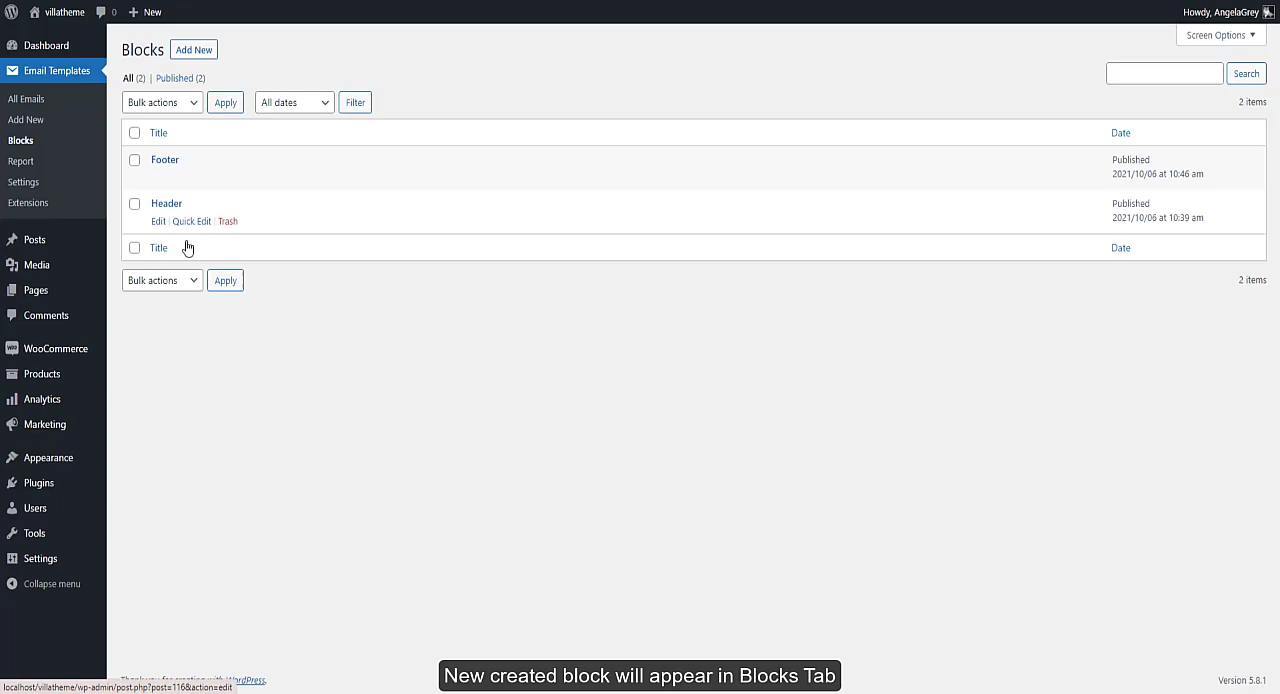 villatheme 0 + New Howdy, AngelaGrey
Dashboard
Email Templates
All Emails
Add New
Blocks
Report
Settings
Extensions
Posts
Media
Pages
Comments
WooCommerce
Products
Analytics
Marketing
Appearance
Plugins
Users
Tools
Settings
Collapse menu
Screen Options ▼
Blocks Add New
All (2) | Published (2)
Search
Bulk actions Apply All dates Filter 2 items
Title Date
Footer Published
2021/10/06 at 10:46 am
Header Published
Edit | Quick Edit | Trash 2021/10/06 at 10:39 am
Title Date
Bulk actions Apply 2 items
New created block will appear in Blocks Tab
Thank you for creating with WordPress.
Version 5.8.1
localhost/villatheme/wp-admin/post.php?post=116&action=edit